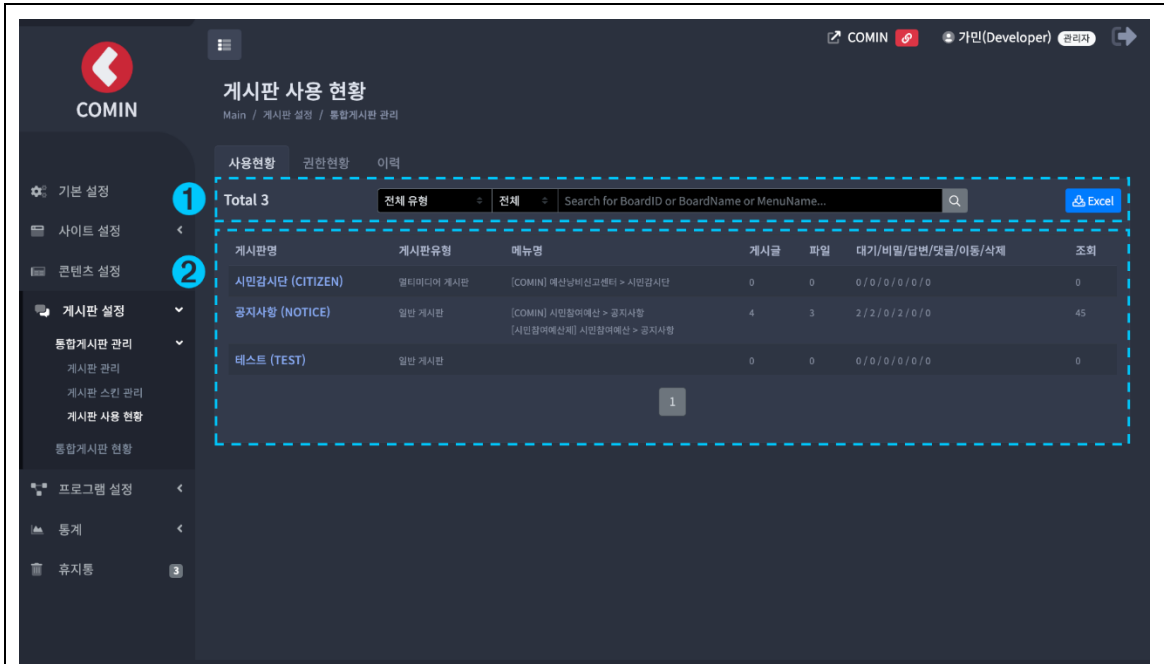 COMIN
COMIN 가민(Developer) 관리자
게시판 사용 현황
Main / 게시판 설정 / 통합게시판 관리
사용현황 권한현황 이력
1
Total 3 전체 유형 전체 Search for BoardID or BoardName or MenuName... Excel
2
게시판명 게시판유형 메뉴명 게시글 파일 대기/비밀/답변/댓글/이동/삭제 조회
시민감시단 (CITIZEN) 멀티미디어 게시판 [COMIN] 예산낭비신고센터 > 시민감시단 0 0 0/0/0/0/0/0 0
공지사항 (NOTICE) 일반 게시판 [COMIN] 시민참여예산 > 공지사항 4 3 2/2/0/2/0/0 45
[시민참여예산제] 시민참여예산 > 공지사항
테스트 (TEST) 일반 게시판 0 0 0/0/0/0/0/0 0
1
기본 설정
사이트 설정
콘텐츠 설정
게시판 설정
통합게시판 관리
게시판 관리
게시판 스킨 관리
게시판 사용 현황
통합게시판 현황
프로그램 설정
통계
휴지통 3